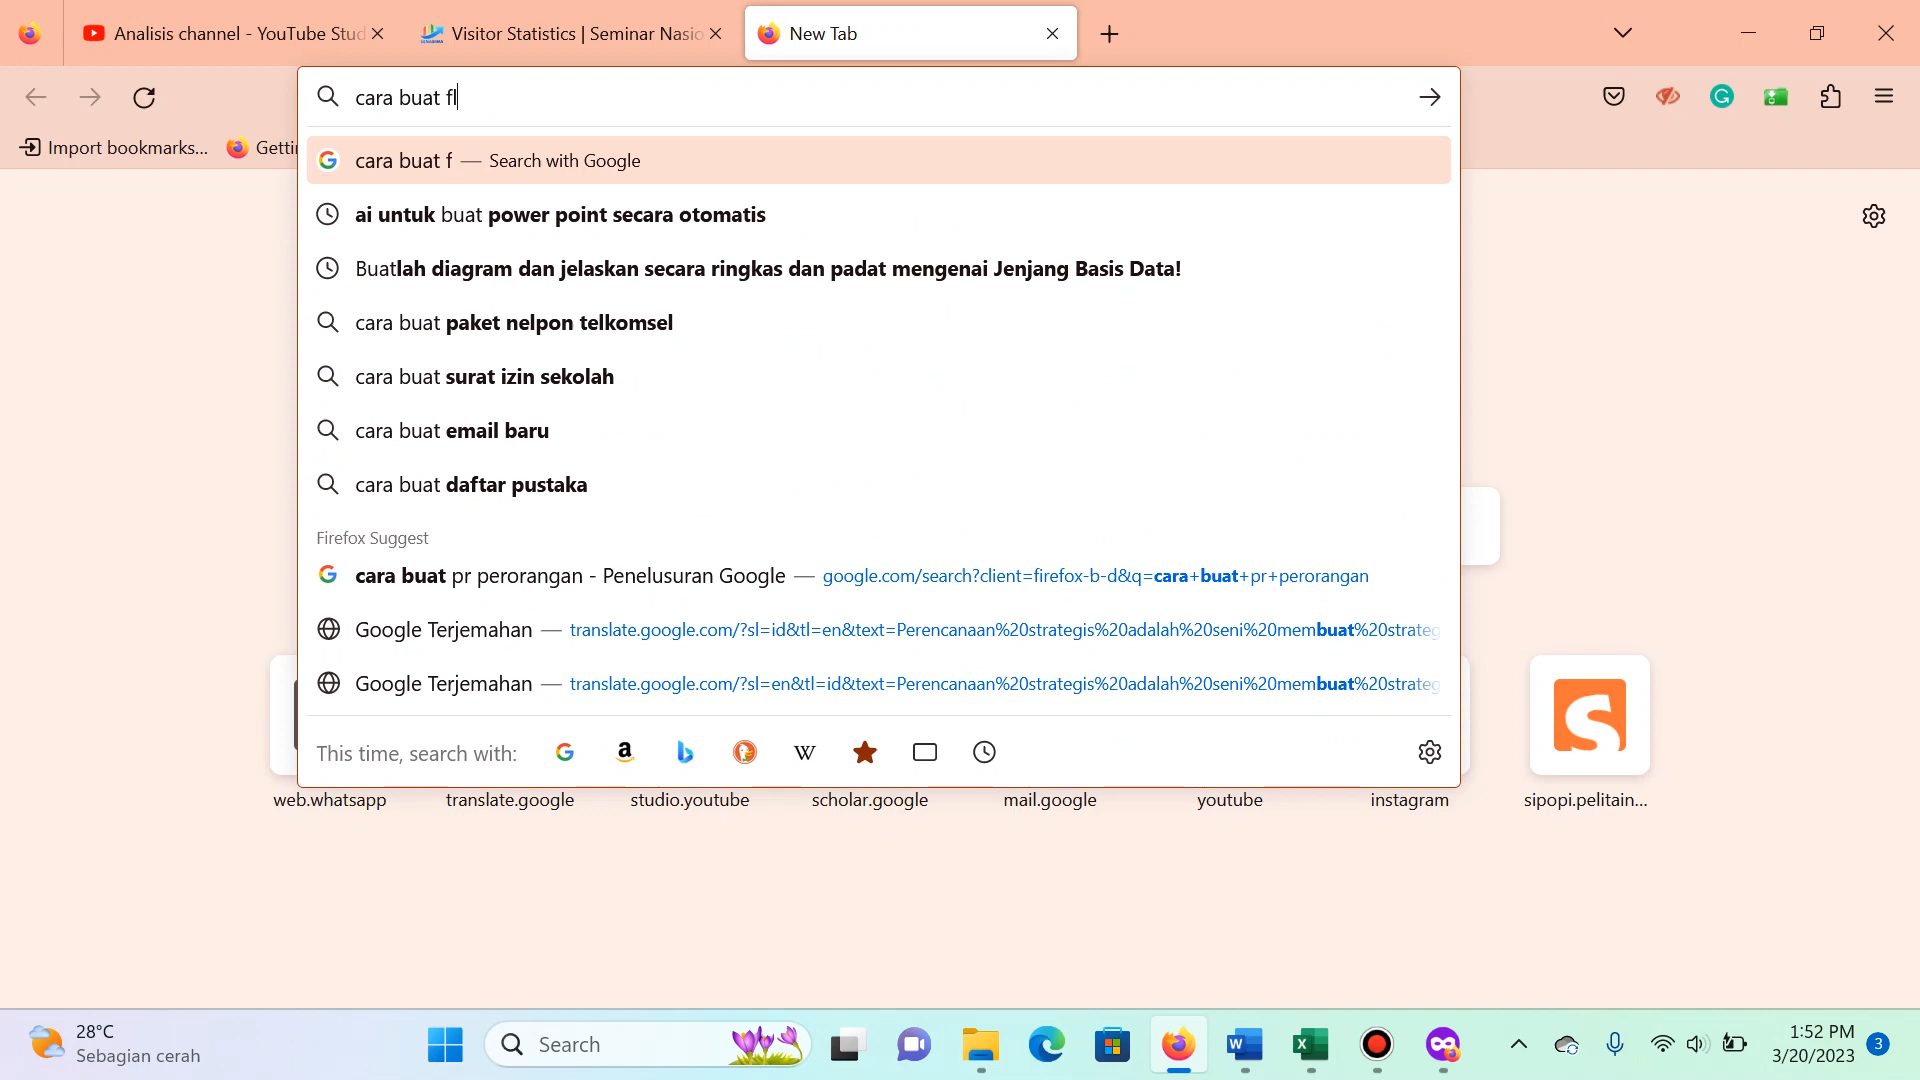 Analisis channel - YouTube Stud
Visitor Statistics | Seminar Nasio
New Tab
cara buat fl
Import bookmarks...
Gettin
cara buat f — Search with Google
ai untuk buat power point secara otomatis
Buatlah diagram dan jelaskan secara ringkas dan padat mengenai Jenjang Basis Data!
cara buat paket nelpon telkomsel
cara buat surat izin sekolah
cara buat email baru
cara buat daftar pustaka
Firefox Suggest
cara buat pr perorangan - Penelusuran Google — google.com/search?client=firefox-b-d&q=cara+buat+pr+perorangan
Google Terjemahan — translate.google.com/?sl=id&tl=en&text=Perencanaan%20strategis%20adalah%20seni%20membuat%20strateg
Google Terjemahan — translate.google.com/?sl=en&tl=id&text=Perencanaan%20strategis%20adalah%20seni%20membuat%20strateg
This time, search with:
web.whatsapp
translate.google
studio.youtube
scholar.google
mail.google
youtube
instagram
sipopi.pelitain...
28°C
Sebagian cerah
Search
1:52 PM
3/20/2023
3